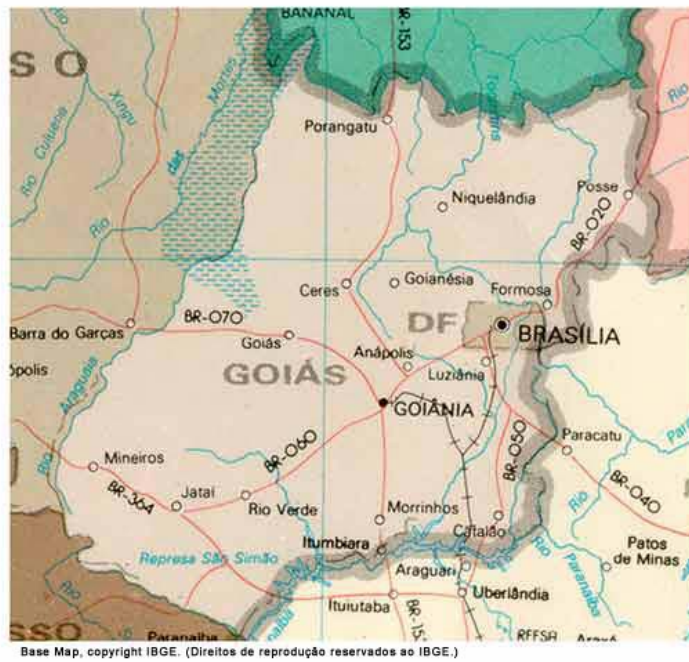 BANANAL
BR-153
SO
Mortes
das
Xingu
Rio
Culuene
Tocantins
Rio
Porangatu
Niquelândia
Posse
BR-020
Rio
Goianésia
Ceres
Formosa
BR-070
Barra do Garças
Goiás
DF
BRASÍLIA
ópolis
Araguaia
Anápolis
Luziânia
GOIÁS
GOIÂNIA
Rio
Mineiros
BR-060
BR-050
Paracatu
BR-364
Jataí
Rio Verde
BR-040
Morrinhos
Catalão
Rio
Itumbiara
Rio
Paranaíba
Patos
de Minas
Represa São Simão
Araguari
Uberlândia
Rio
Ituiutaba
SSO
Paranaíba
RFFSA
Araxá
Base Map, copyright IBGE. (Direitos de reprodução reservados ao IBGE.)